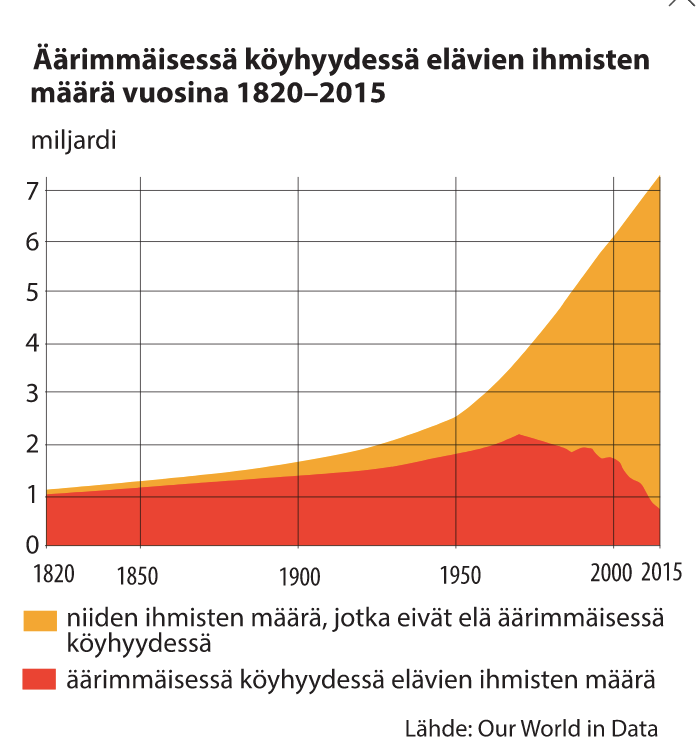 Äärimmäisessä köyhyydessä elävien ihmisten
määrä vuosina 1820–2015
miljardi
7
6
5
4
3
2
1
0
1820 1850 1900 1950 2000 2015
niiden ihmisten määrä, jotka eivät elä äärimmäisessä
köyhyydessä
äärimmäisessä köyhyydessä elävien ihmisten määrä
Lähde: Our World in Data